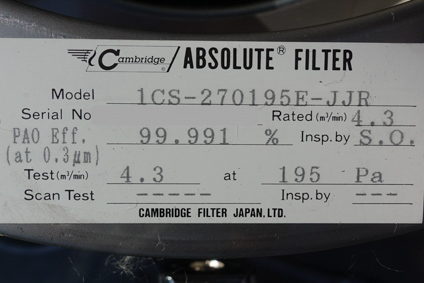 Cambridge ABSOLUTE® FILTER
Model 1CS-270195E-JJR
Serial No Rated (m³/min) 4.3
PAO Eff. 99.991 % Insp.by S.O.
(at 0.3μm)
Test (m³/min) 4.3 at 195 Pa
Scan Test ----- Insp.by ---
CAMBRIDGE FILTER JAPAN, LTD.